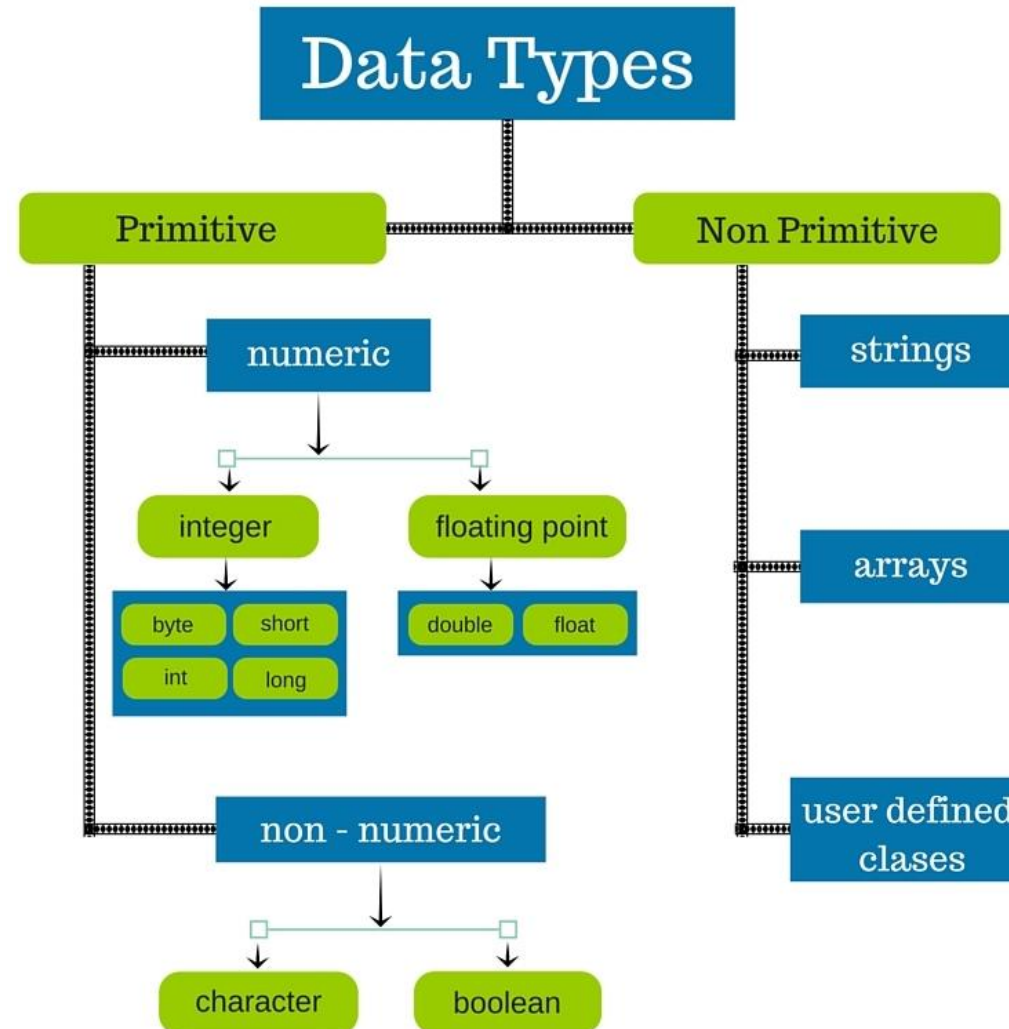 Data Types
Primitive
Non Primitive
numeric
strings
integer
floating point
arrays
byte
short
double
float
int
long
non - numeric
user defined
clases
character
boolean